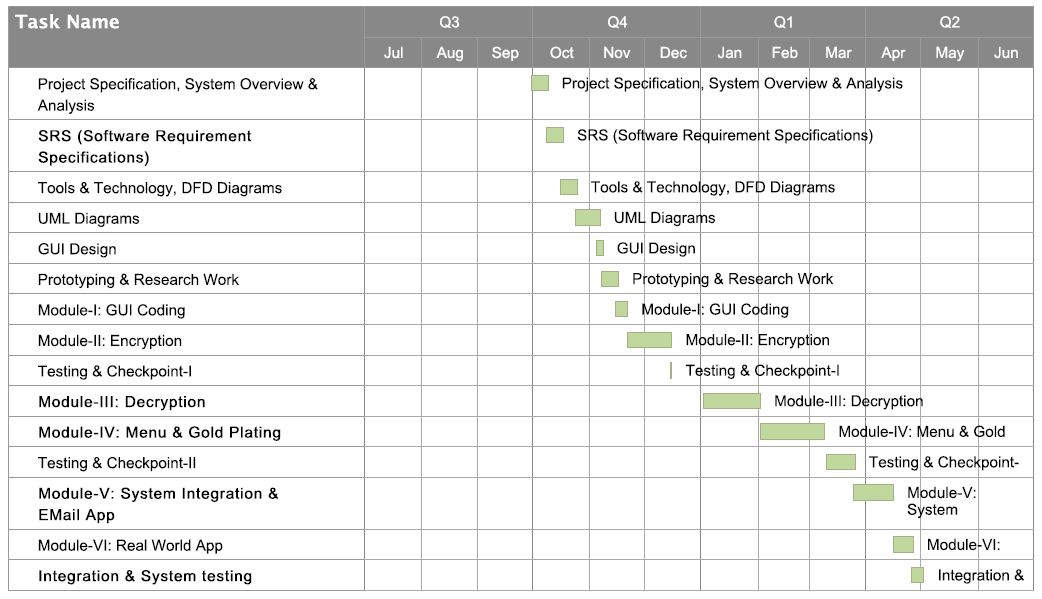 Task Name
Q3 Q4 Q1 Q2
Jul Aug Sep Oct Nov Dec Jan Feb Mar Apr May Jun
Project Specification, System Overview & Project Specification, System Overview & Analysis
Analysis
SRS (Software Requirement SRS (Software Requirement Specifications)
Specifications)
Tools & Technology, DFD Diagrams Tools & Technology, DFD Diagrams
UML Diagrams UML Diagrams
GUI Design GUI Design
Prototyping & Research Work Prototyping & Research Work
Module-I: GUI Coding Module-I: GUI Coding
Module-II: Encryption Module-II: Encryption
Testing & Checkpoint-I Testing & Checkpoint-I
Module-III: Decryption Module-III: Decryption
Module-IV: Menu & Gold Plating Module-IV: Menu & Gold
Testing & Checkpoint-II Testing & Checkpoint-
Module-V: System Integration & Module-V:
EMail App System
Module-VI: Real World App Module-VI:
Integration & System testing Integration &